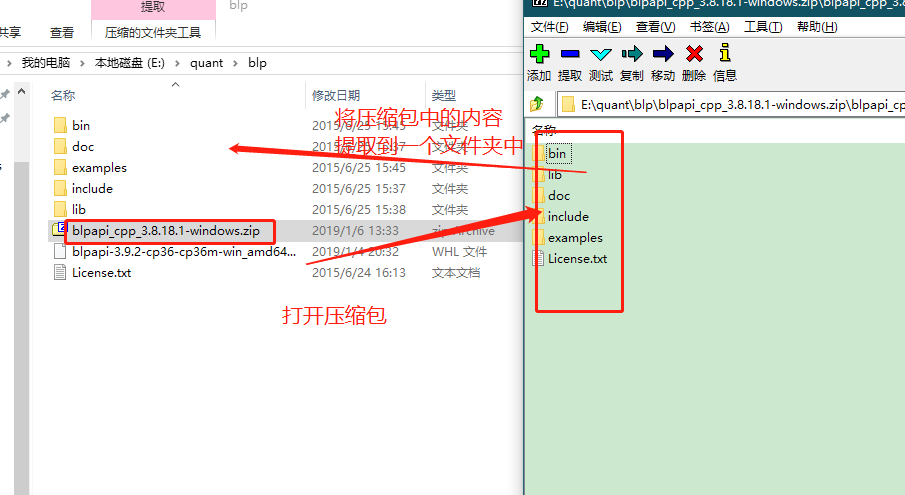 提取
blp
共享
查看
压缩的文件夹工具
我的电脑 > 本地磁盘 (E:) > quant > blp
名称
修改日期
类型
bin
2015/6/25 15:45
文件夹
doc
文件夹
examples
2015/6/25 15:45
文件夹
include
2015/6/25 15:37
文件夹
lib
2015/6/25 15:38
文件夹
blpapi_cpp_3.8.18.1-windows.zip
2019/1/6 13:33
zip Archive
blpapi-3.9.2-cp36-cp36m-win_amd64...
2019/1/4 20:32
WHL 文件
License.txt
2015/6/24 16:13
文本文档
将压缩包中的内容
提取到一个文件夹中
打开压缩包
E:\quant\blp\blpapi_cpp_3.8.18.1-windows.zip\blpapi_cpp_3.8
文件(F) 编辑(E) 查看(V) 书签(A) 工具(T) 帮助(H)
添加 提取 测试 复制 移动 删除 信息
E:\quant\blp\blpapi_cpp_3.8.18.1-windows.zip\blpapi_c
名称
bin
lib
doc
include
examples
License.txt